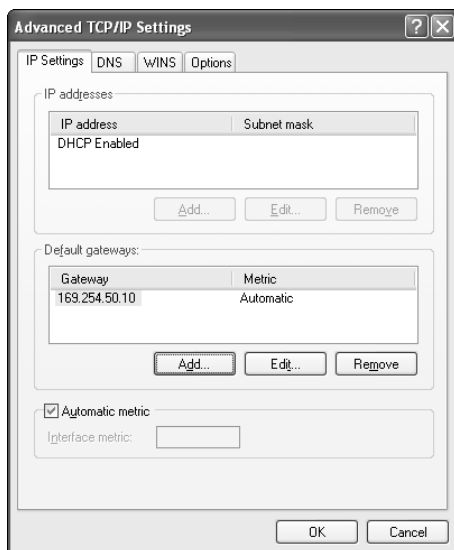 Advanced TCP/IP Settings
IP Settings DNS WINS Options
IP addresses
IP address Subnet mask
DHCP Enabled
Add... Edit... Remove
Default gateways:
Gateway Metric
169.254.50.10 Automatic
Add... Edit... Remove
Automatic metric
Interface metric:
OK Cancel